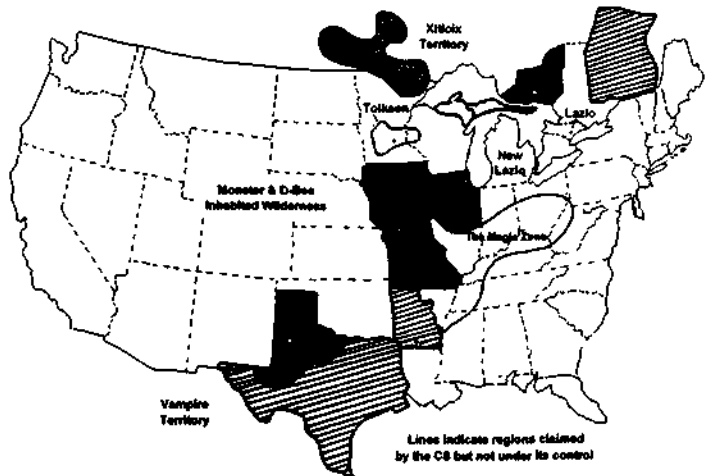 Xiticix
Territory
Tolkeen
Lazlo
New
Lazlo
Monster & D-Bee
Inhabited Wilderness
The Magic Zone
Vampire
Territory
Lines indicate regions claimed
by the CS but not under its control